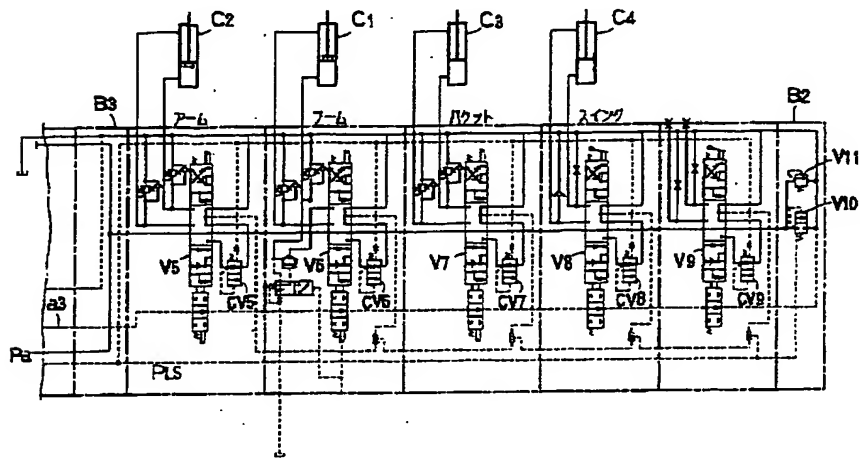 C2 C1 C3 C4
B3 アーム ブーム バケット スイング B2
V11
V10
V5 V6 V7 V8 V9
CV5 CV6 CV7 CV8 CV9
a3
Pa
PLS